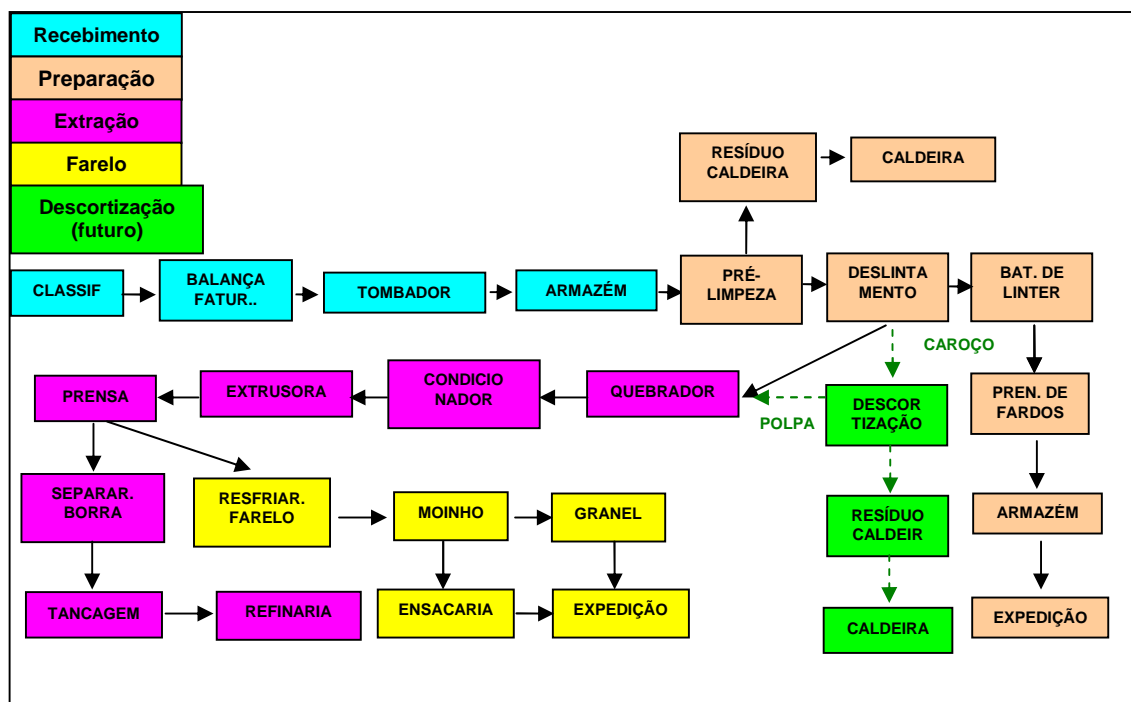 Recebimento
Preparação
Extração
Farelo
Descortização
(futuro)
RESÍDUO
CALDEIRA
CALDEIRA
CLASSIF
BALANÇA
FATUR..
TOMBADOR
ARMAZÉM
PRÉ-
LIMPEZA
DESLINTA
MENTO
BAT. DE
LINTER
CAROÇO
PRENSA
EXTRUSORA
CONDICIO
NADOR
QUEBRADOR
POLPA
DESCOR
TIZAÇÃO
PREN. DE
FARDOS
SEPARAR.
BORRA
RESFRIAR.
FARELO
MOINHO
GRANEL
RESÍDUO
CALDEIR
ARMAZÉM
TANCAGEM
REFINARIA
ENSACARIA
EXPEDIÇÃO
CALDEIRA
EXPEDIÇÃO